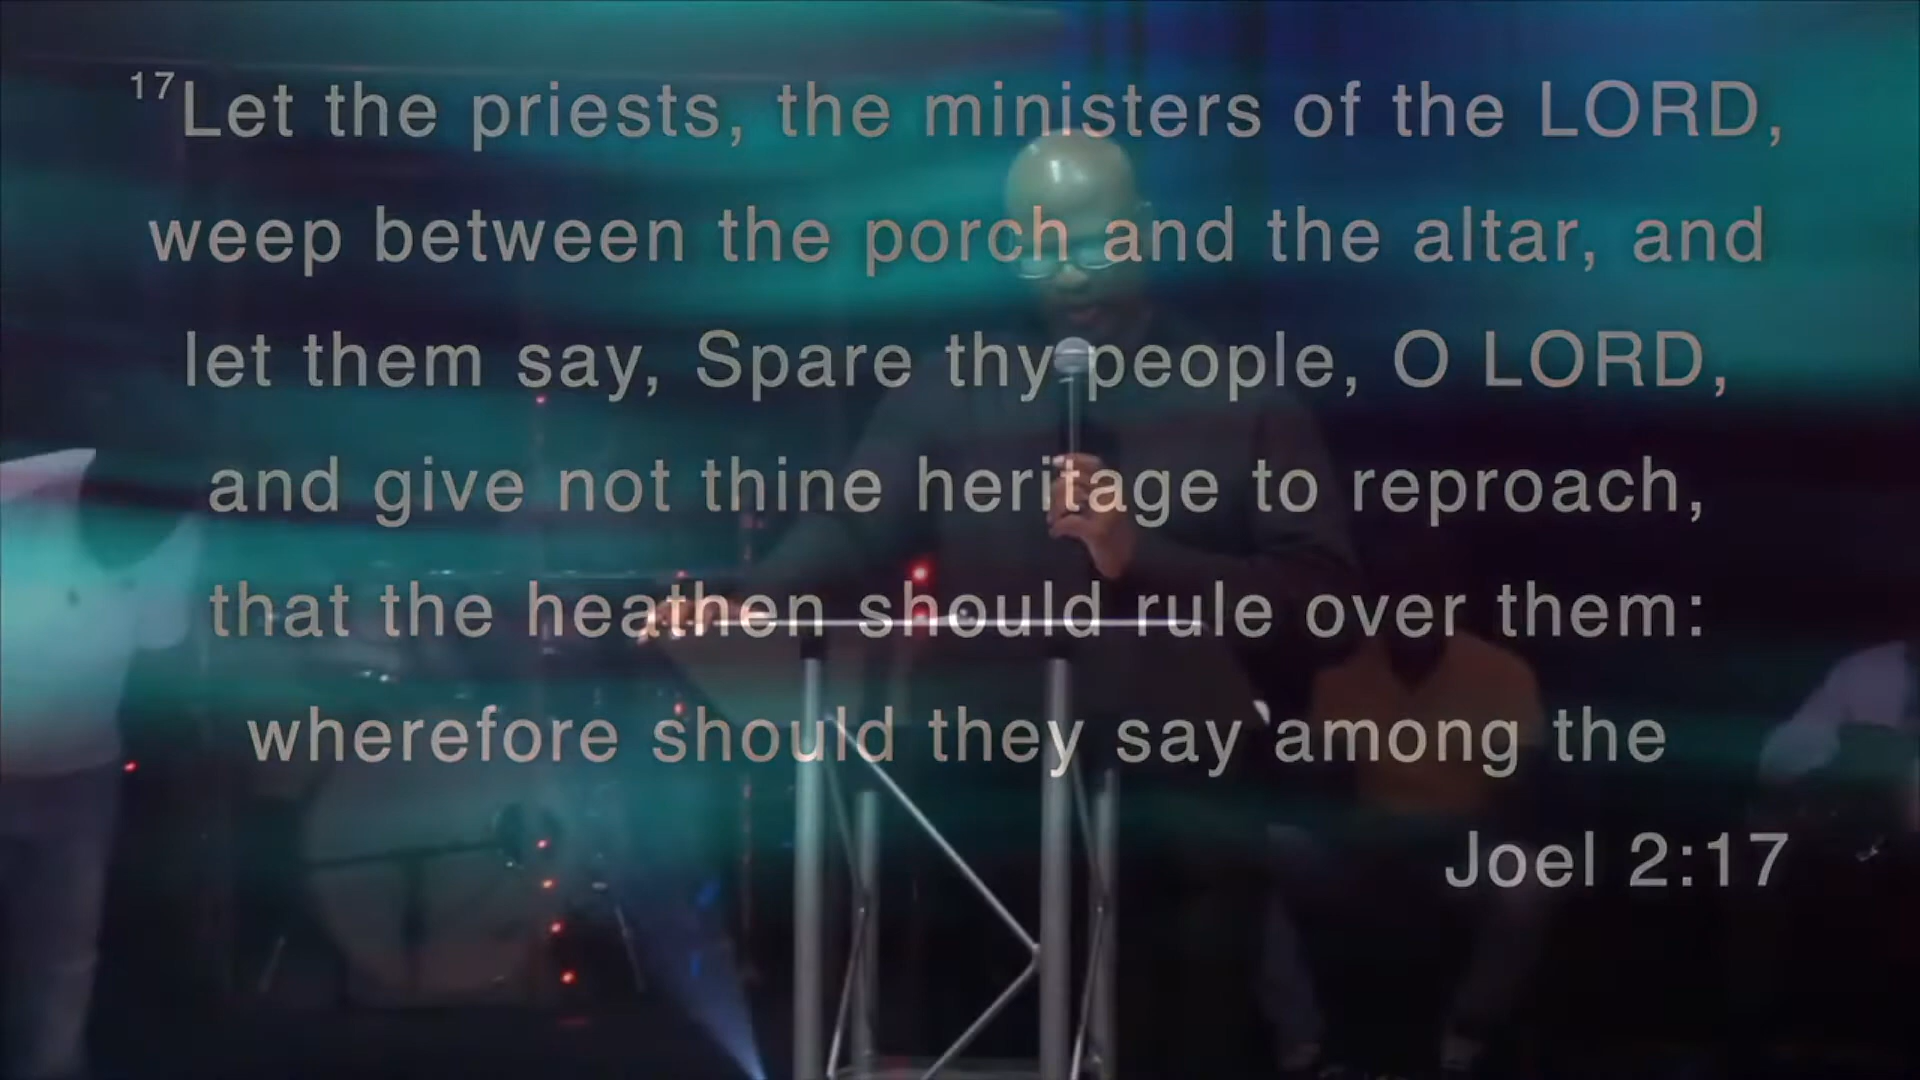 17Let the priests, the ministers of the LORD,
weep between the porch and the altar, and
let them say, Spare thy people, O LORD,
and give not thine heritage to reproach,
that the heathen should rule over them:
wherefore should they say among the
Joel 2:17